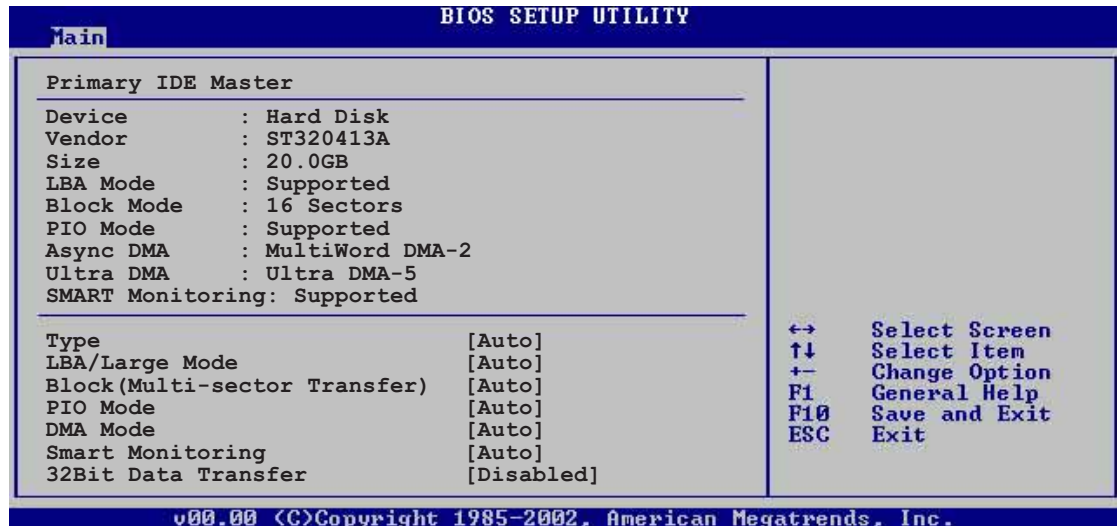 BIOS SETUP UTILITY
Main
Primary IDE Master
Device : Hard Disk
Vendor : ST320413A
Size : 20.0GB
LBA Mode : Supported
Block Mode : 16 Sectors
PIO Mode : Supported
Async DMA : MultiWord DMA-2
Ultra DMA : Ultra DMA-5
SMART Monitoring: Supported
Type [Auto]
LBA/Large Mode [Auto]
Block(Multi-sector Transfer) [Auto]
PIO Mode [Auto]
DMA Mode [Auto]
Smart Monitoring [Auto]
32Bit Data Transfer [Disabled]
←→ Select Screen
↑↓ Select Item
+- Change Option
F1 General Help
F10 Save and Exit
ESC Exit
v00.00 (C)Copyright 1985-2002, American Megatrends, Inc.